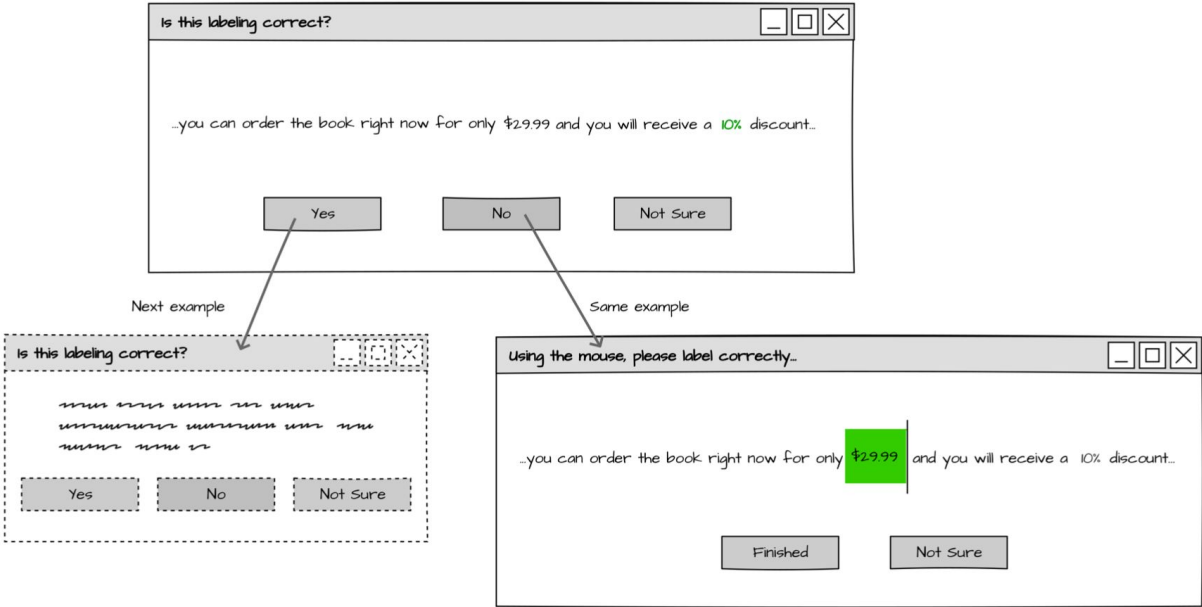 Is this labeling correct?
...you can order the book right now for only $29.99 and you will receive a 10% discount...
Yes
No
Not Sure
Next example
Same example
Is this labeling correct?
Yes
No
Not Sure
Using the mouse, please label correctly...
...you can order the book right now for only $29.99 and you will receive a 10% discount...
Finished
Not Sure